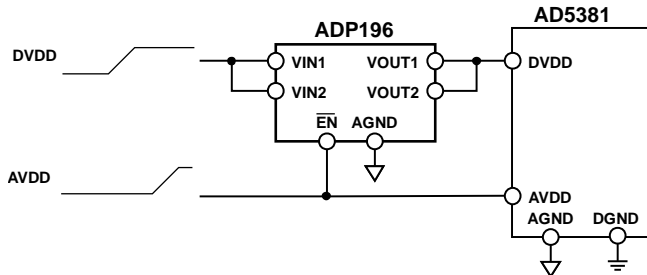 ADP196
AD5381
DVDD
VIN1
VOUT1
DVDD
VIN2
VOUT2
EN
AGND
AVDD
AVDD
AGND
DGND